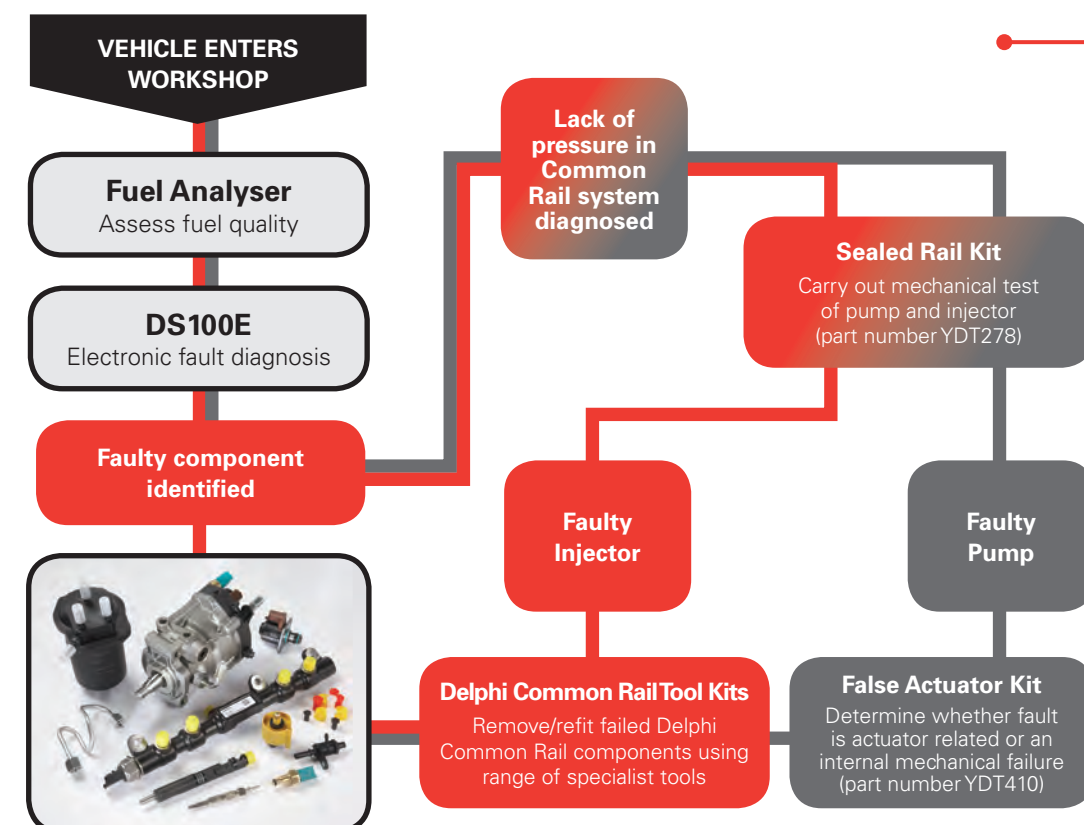 VEHICLE ENTERS
WORKSHOP
Fuel Analyser
Assess fuel quality
DS100E
Electronic fault diagnosis
Faulty component
identified
Lack of
pressure in
Common
Rail system
diagnosed
Sealed Rail Kit
Carry out mechanical test
of pump and injector
(part number YDT278)
Faulty
Injector
Faulty
Pump
Delphi Common Rail Tool Kits
Remove/refit failed Delphi
Common Rail components using
range of specialist tools
False Actuator Kit
Determine whether fault
is actuator related or an
internal mechanical failure
(part number YDT410)